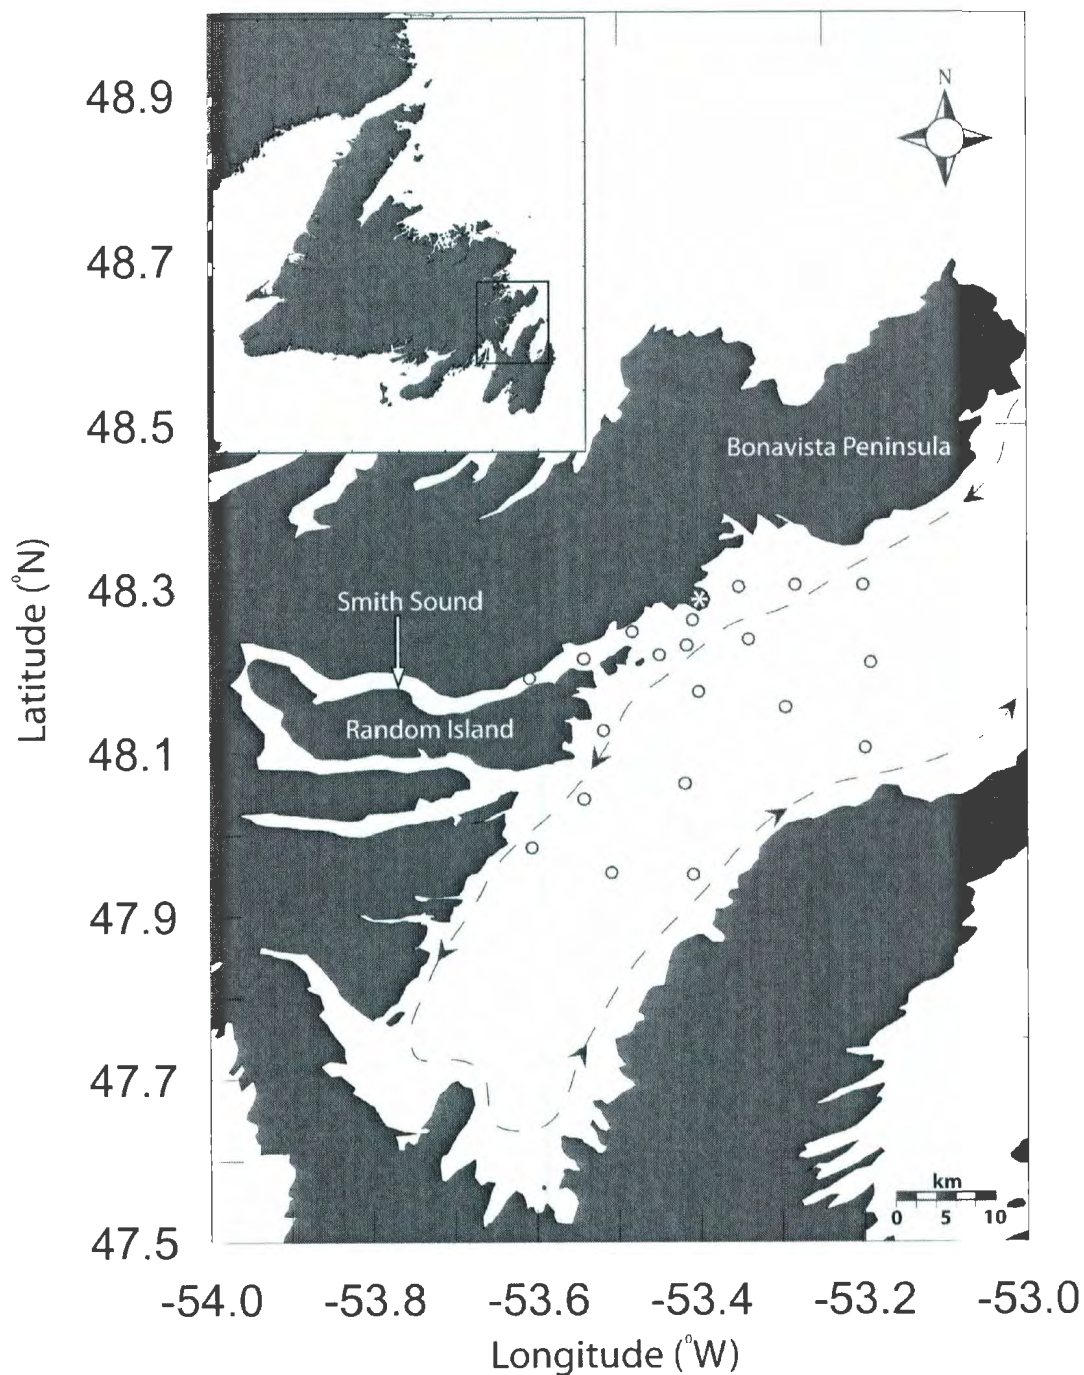 N
48.9
48.7
48.5
48.3
48.1
47.9
47.7
47.5
Latitude (°N)
Bonavista Peninsula
Smith Sound
*
Random Island
km
0 5 10
-54.0 -53.8 -53.6 -53.4 -53.2 -53.0
Longitude (°W)